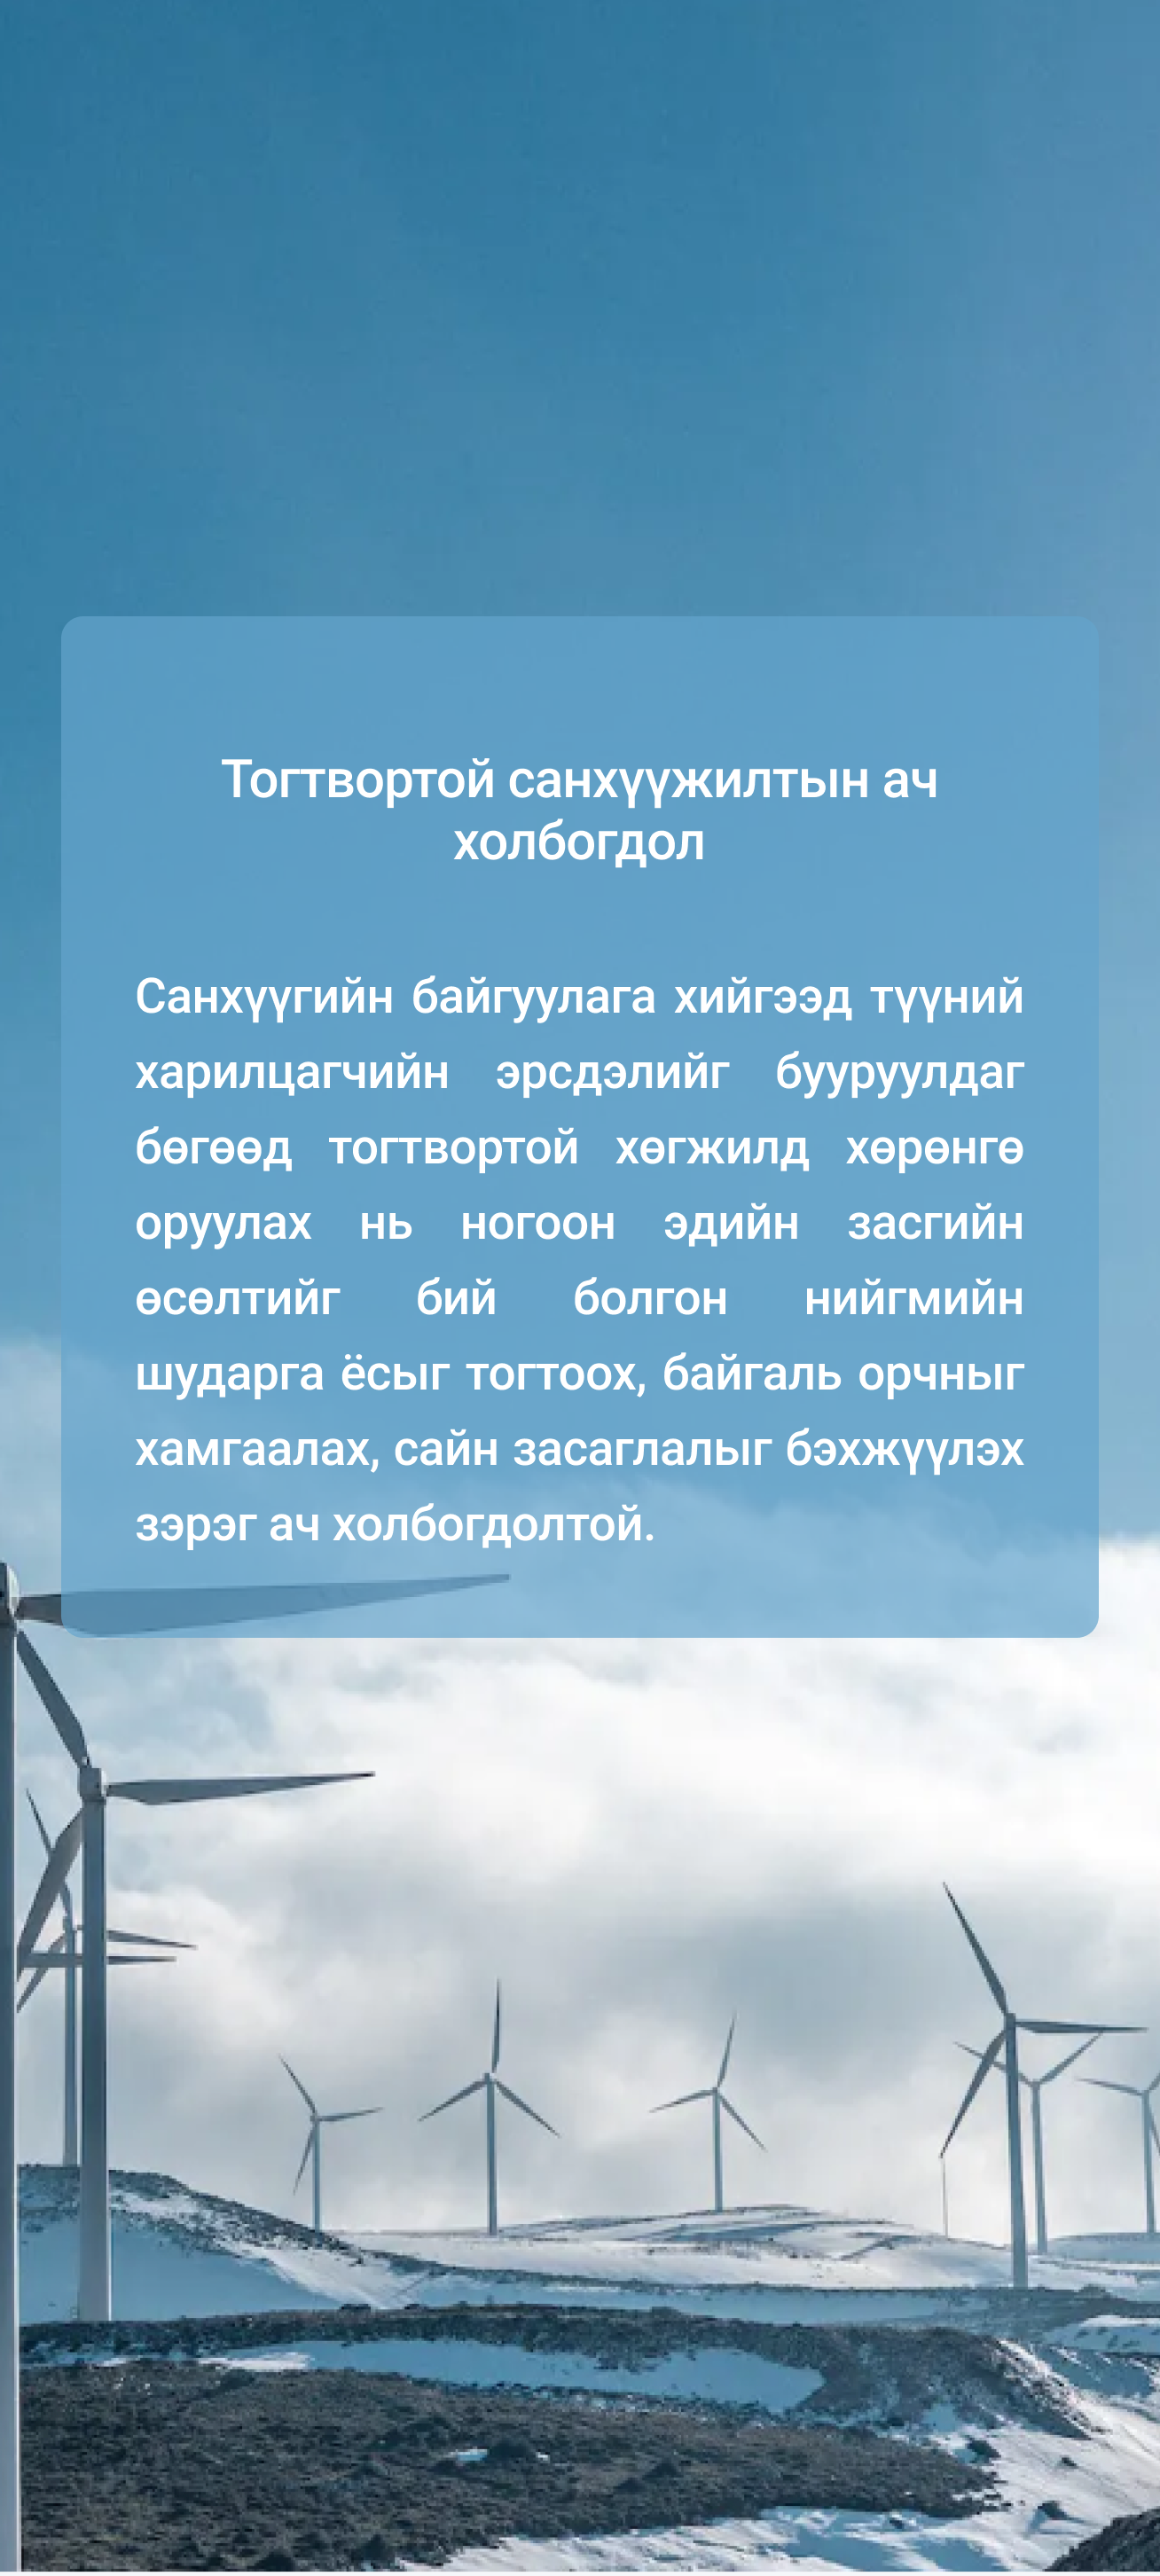 Тогтвортой санхүүжилтын ач
холбогдол
Санхүүгийн байгуулага хийгээд түүний
харилцагчийн эрсдэлийг бууруулдаг
бөгөөд тогтвортой хөгжилд хөрөнгө
оруулах нь ногоон эдийн засгийн
өсөлтийг бий болгон нийгмийн
шударга ёсыг тогтоох, байгаль орчныг
хамгаалах, сайн засаглалыг бэхжүүлэх
зэрэг ач холбогдолтой.